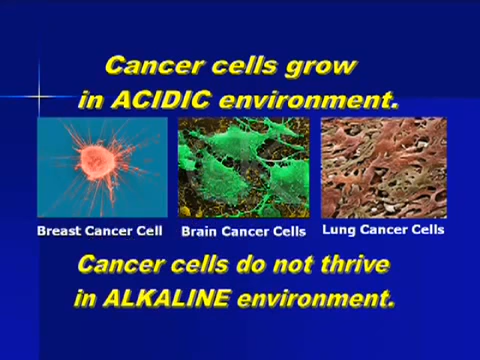 Cancer cells grow
in ACIDIC environment.
Breast Cancer Cell
Brain Cancer Cells
Lung Cancer Cells
Cancer cells do not thrive
in ALKALINE environment.